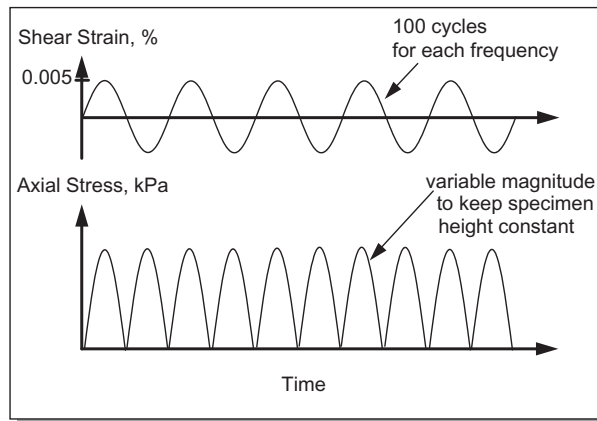 Shear Strain, %
100 cycles
for each frequency
0.005
Axial Stress, kPa
variable magnitude
to keep specimen
height constant
Time